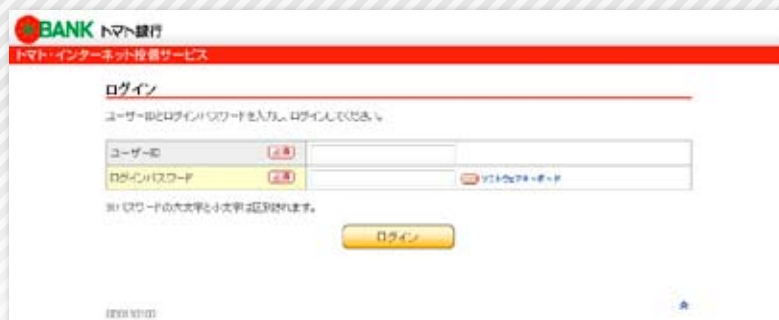 BANK トマト銀行
トマト・インターネット投信サービス
ログイン
ユーザーIDとログインパスワードを入力し、ログインしてください。
ユーザーID 必須
ログインパスワード 必須 ソフトウェアキーボード
※パスワードの大文字と小文字は区別されます。
ログイン